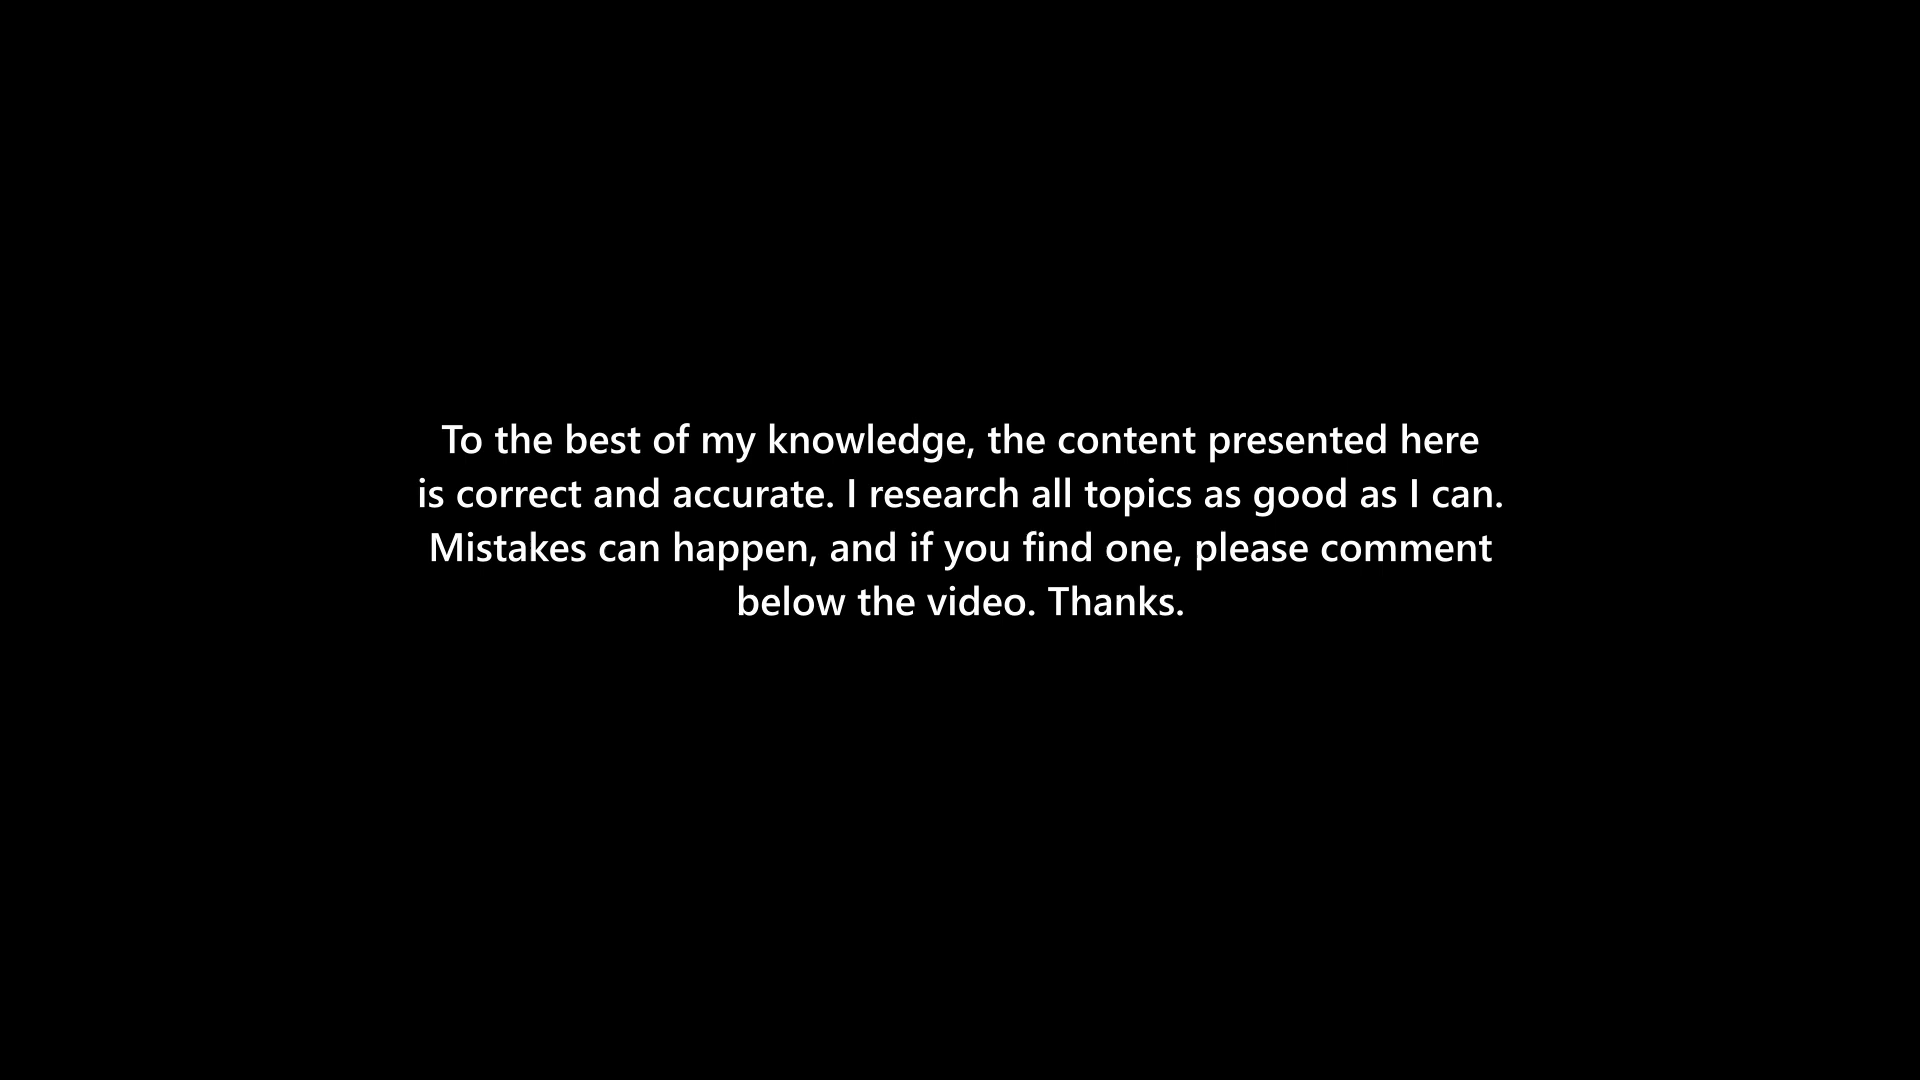 To the best of my knowledge, the content presented here
is correct and accurate. I research all topics as good as I can.
Mistakes can happen, and if you find one, please comment
below the video. Thanks.